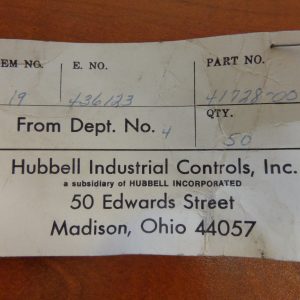 EM NO. E. NO. PART NO.
19 436123 41728-00
QTY.
From Dept. No. 4 50
Hubbell Industrial Controls, Inc.
a subsidiary of HUBBELL INCORPORATED
50 Edwards Street
Madison, Ohio 44057